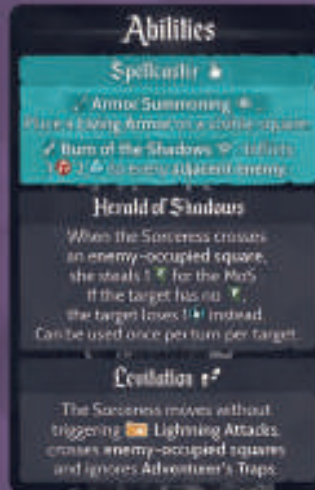 Abilities
Spellcaster
Armor Summoning
Place a Living Armor on a visible square
Burn of the Shadows
1 2 to every adjacent enemy
Herald of Shadows
When the Sorceress crosses
an enemy-occupied square,
she steals 1 for the MoS
If the target has no
the target loses 1 instead
Can be used once per turn per target
Levitation
The Sorceress moves without
triggering Lightning Attacks,
crosses enemy-occupied squares
and ignores Adventurer's Traps